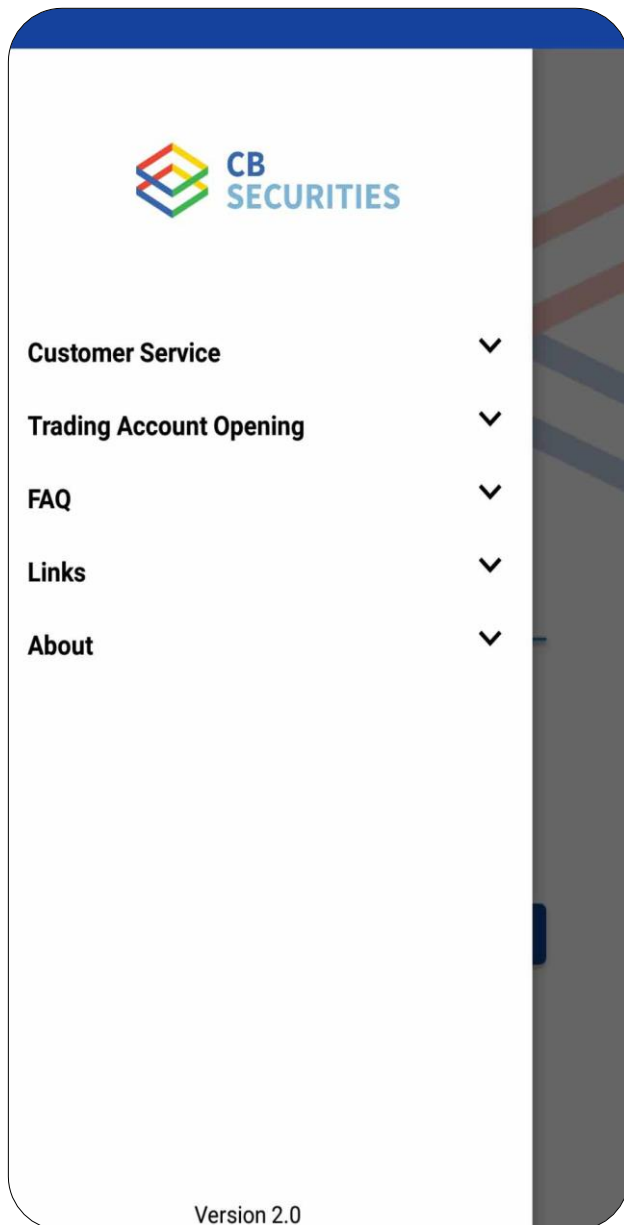 CB
SECURITIES
Customer Service
Trading Account Opening
FAQ
Links
About
Version 2.0